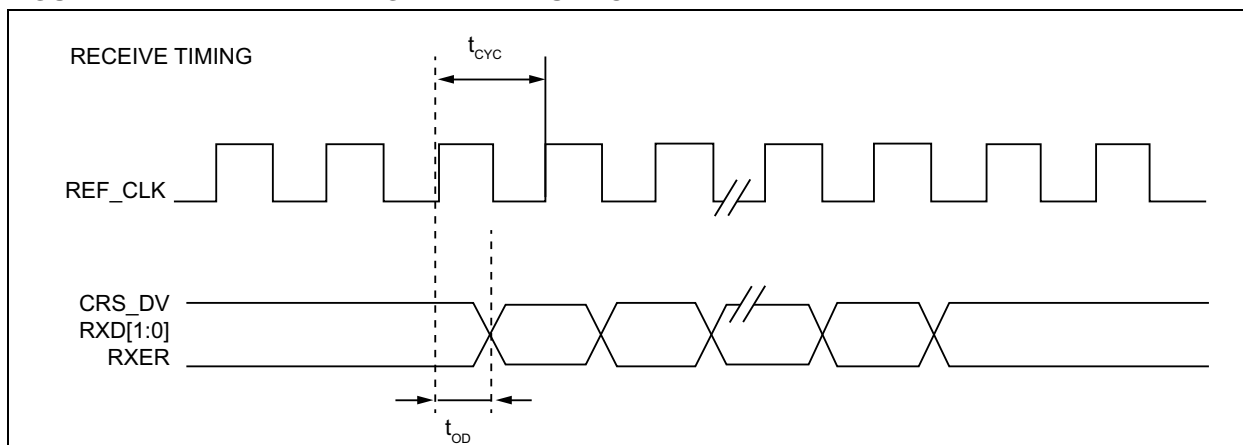 RECEIVE TIMING
tCYC
REF_CLK
CRS_DV
RXD[1:0]
RXER
tOD